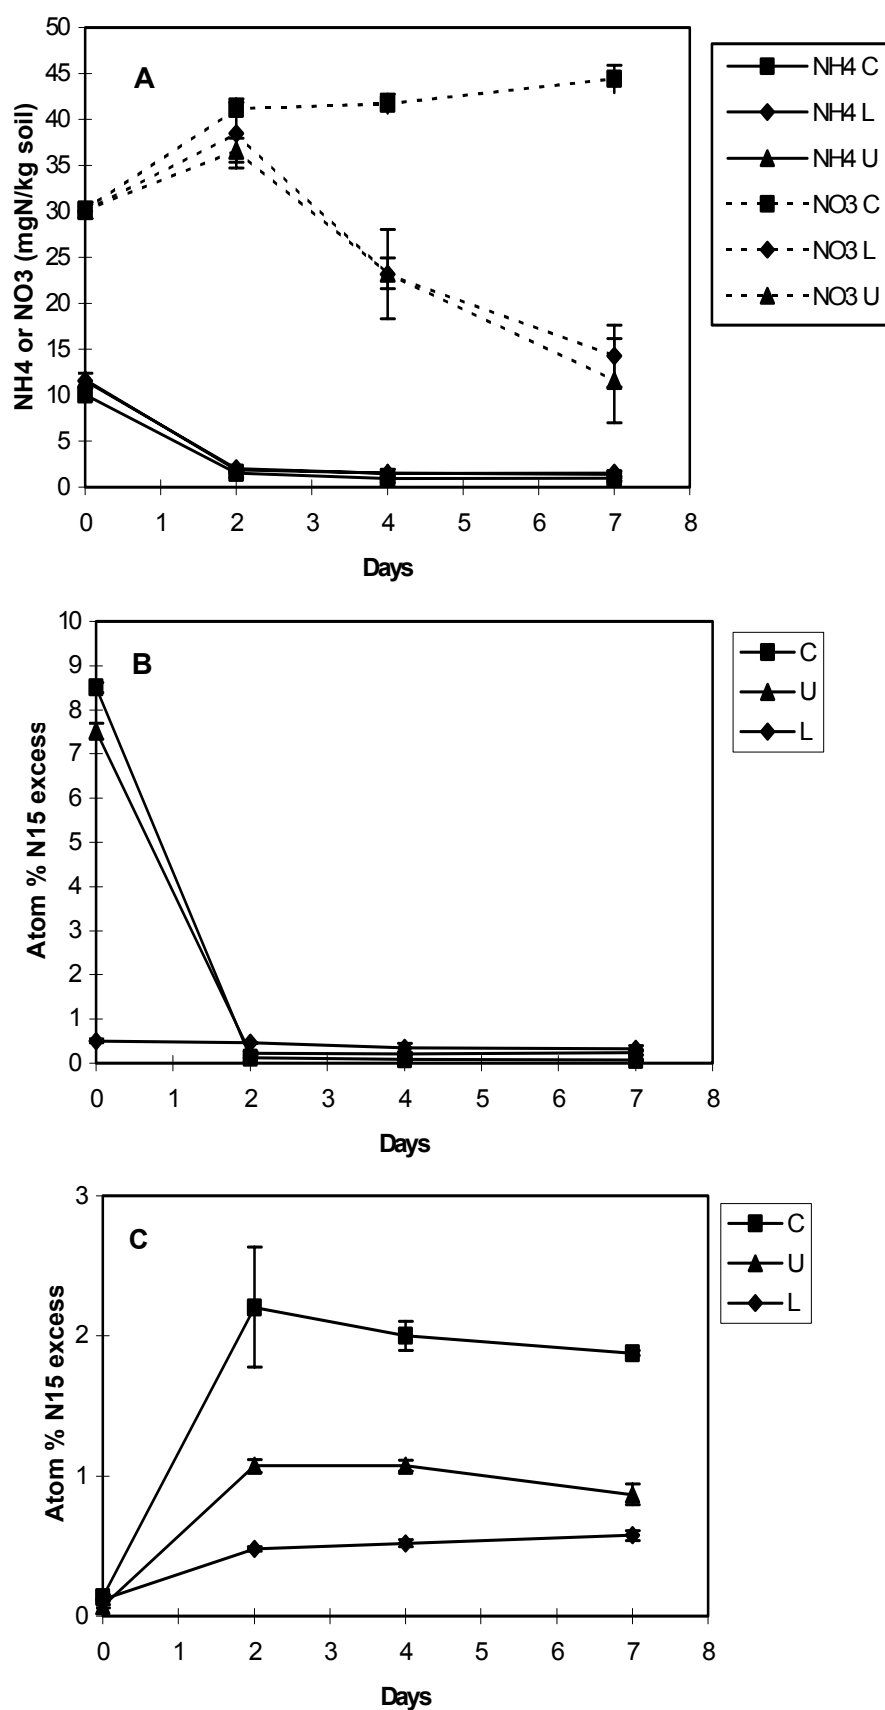 50
45
40
35
30
25
20
15
10
5
0
NH4 or NO3 (mgN/kg soil)
A
0 1 2 3 4 5 6 7 8
Days
NH4 C
NH4 L
NH4 U
NO3 C
NO3 L
NO3 U
10
9
8
7
6
5
4
3
2
1
0
Atom % N15 excess
B
0 1 2 3 4 5 6 7 8
Days
C
U
L
3
2
1
0
Atom % N15 excess
C
0 1 2 3 4 5 6 7 8
Days
C
U
L